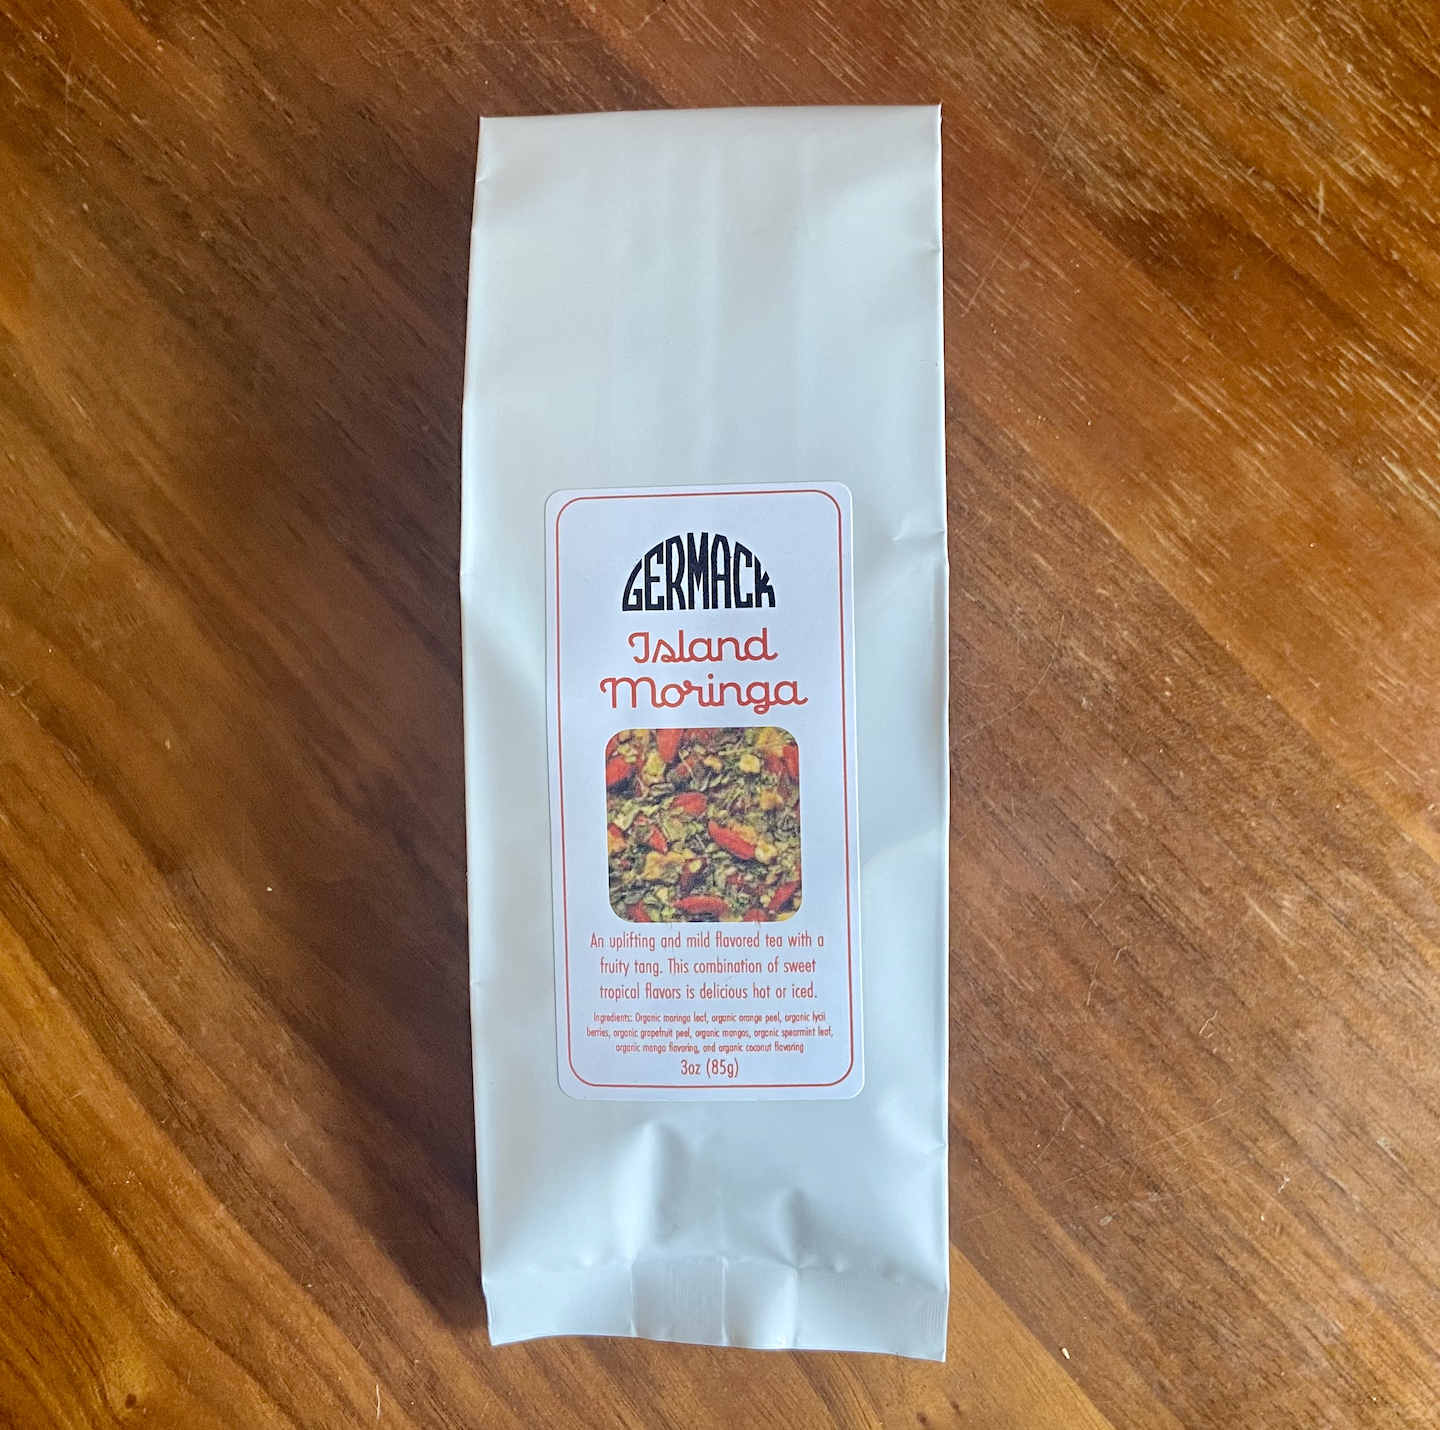 GERMACK
Island
Moringa
An uplifting and mild flavored tea with a
fruity tang. This combination of sweet
tropical flavors is delicious hot or iced.
Ingredients: Organic moringa leaf, organic orange peel, organic lycii
berries, organic grapefruit peel, organic mangos, organic spearmint leaf,
organic mango flavoring, and organic coconut flavoring
3oz (85g)